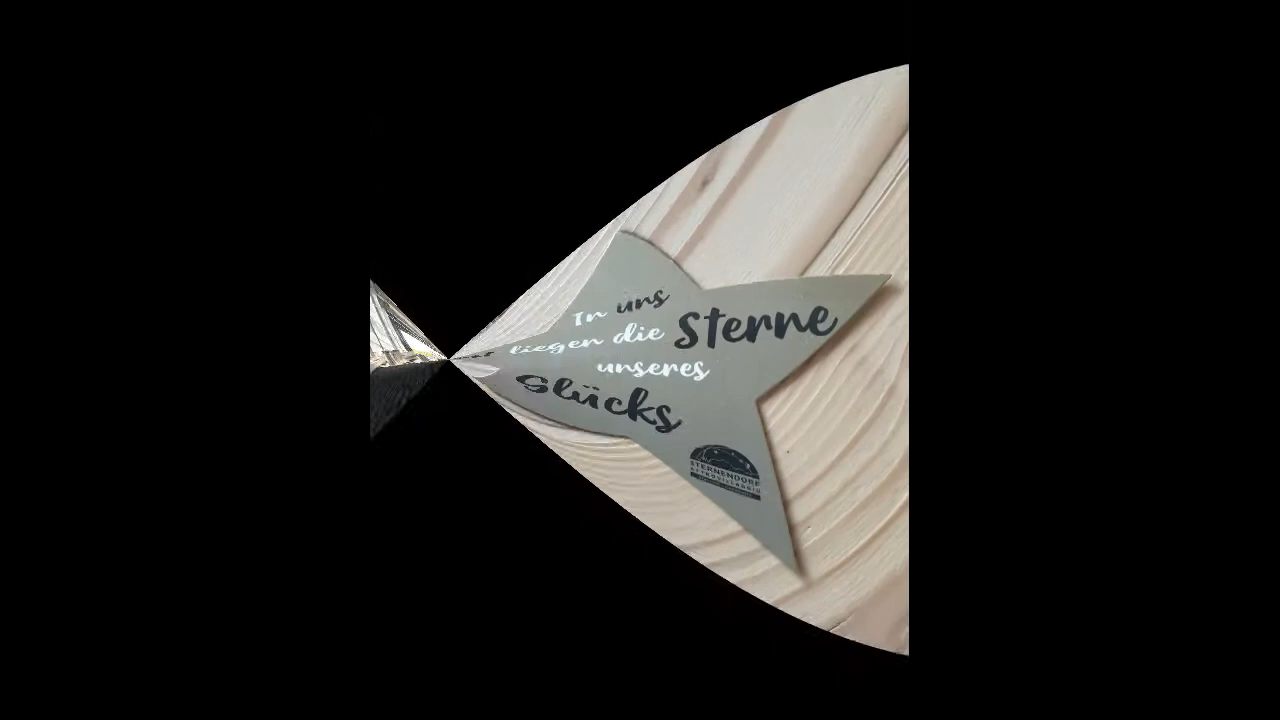 In uns
liegen die Sterne
unseres
Glücks
STERNENDORF